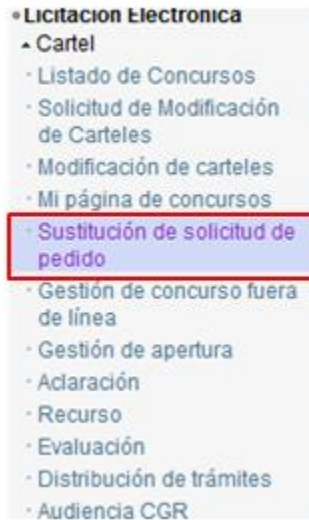 Licitación Electrónica
Cartel
Listado de Concursos
Solicitud de Modificación
de Carteles
Modificación de carteles
Mi página de concursos
Sustitución de solicitud de
pedido
Gestión de concurso fuera
de línea
Gestión de apertura
Aclaración
Recurso
Evaluación
Distribución de trámites
Audiencia CGR